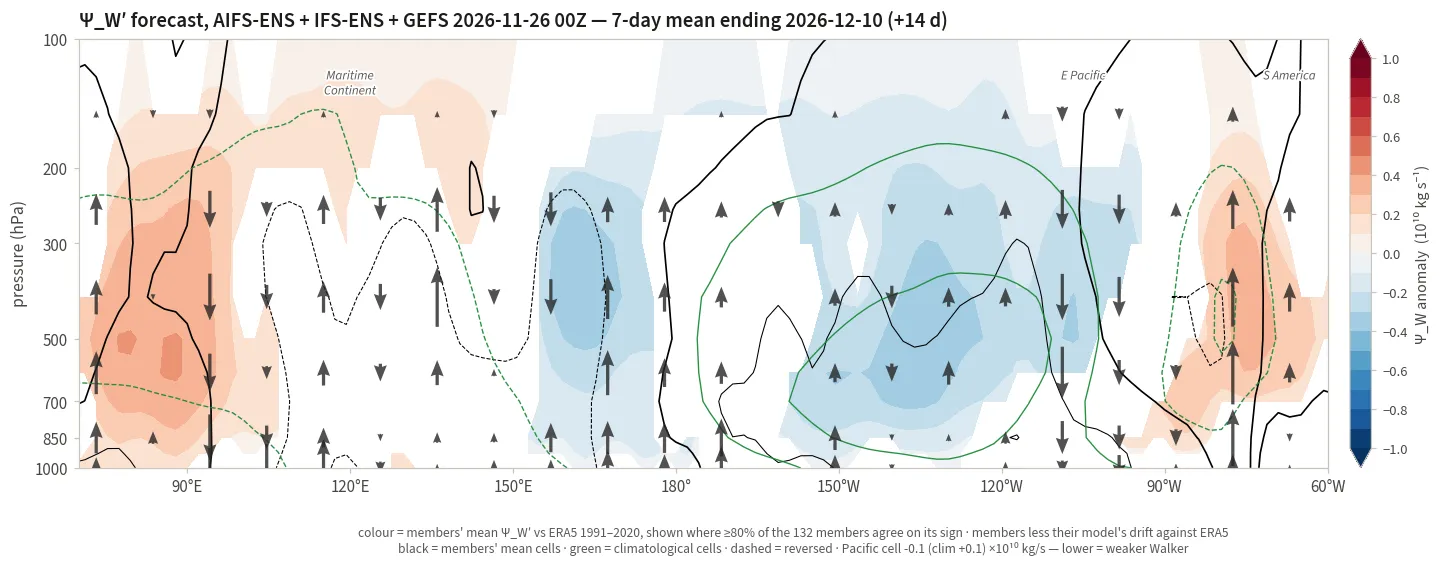 Ψ_W′ forecast, AIFS-ENS + IFS-ENS + GEFS 2026-11-26 00Z — 7-day mean ending 2026-12-10 (+14 d)
100
200
300
400
500
700
850
1000
pressure (hPa)
Maritime
Continent
E Pacific
S America
90°E
120°E
150°E
180°
150°W
120°W
90°W
60°W
1.0
0.8
0.6
0.4
0.2
0.0
−0.2
−0.4
−0.6
−0.8
−1.0
Ψ_W anomaly (10¹⁰ kg s⁻¹)
colour = members' mean Ψ_W′ vs ERA5 1991–2020, shown where ≥80% of the 132 members agree on its sign · members less their model's drift against ERA5
black = members' mean cells · green = climatological cells · dashed = reversed · Pacific cell -0.1 (clim +0.1) ×10¹⁰ kg/s — lower = weaker Walker